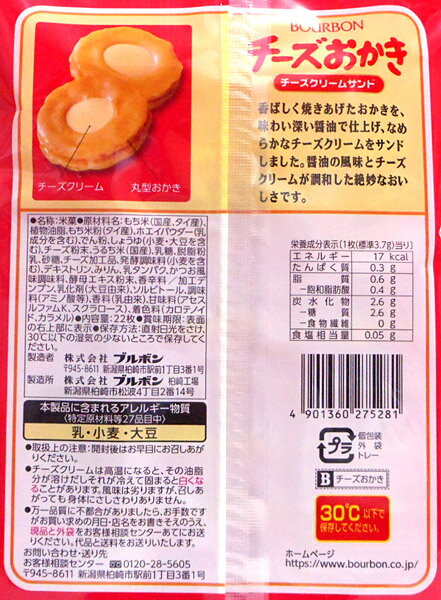 BOURBON
チーズおかき
チーズクリームサンド
香ばしく焼きあげたおかきを、
味わい深い醤油で仕上げ、なめ
らかなチーズクリームをサンド
しました。醤油の風味とチーズ
クリームが調和した絶妙なおい
しさです。
チーズクリーム
丸型おかき
●名称:米菓●原材料名:もち米(国産、タイ産)、
植物油脂、もち米粉(タイ産)、ホエイパウダー(乳
成分を含む)、でん粉、しょうゆ(小麦・大豆を含
む)、チーズ粉末、うるち米(国産)、乳糖、脱脂粉
乳、砂糖、チーズ加工品、発酵調味料(小麦を含
む)、デキストリン、みりん、乳タンパク、かつお風
味調味料、酵母エキス粉末、香辛料／加工デ
ンプン、乳化剤(大豆由来)、ソルビトール、調味
料(アミノ酸等)、香料(乳由来)、甘味料(アセス
ルファムK、スクラロース)、着色料(カロテノイ
ド、カラメル)●内容量:22枚●賞味期限:表面
の右上部に表示●保存方法:直射日光をさけ、
30℃以下の湿気の少ないところで保存してくだ
さい。
製造者 株式会社 ブルボン
〒945-8611 新潟県柏崎市駅前1丁目3番1号
製造所 株式会社 ブルボン 柏崎工場
新潟県柏崎市松波4丁目2番14号
本製品に含まれるアレルギー物質
(特定原材料等27品目中)
乳・小麦・大豆
●取扱上の注意:開封後はお早目にお召しあが
りください。
●チーズクリームは高温になると、その油脂
分が溶けだしそれが冷えて固まると白くな
ることがあります。風味は劣りますが、召しあ
がっても身体にさしさわりありません。
●万一品質に不都合がありましたら、お手数です
がお買い求めの月日・店名をお書きそえのうえ、
現品と外袋をお客様相談センターあてにお送り
ください。代品と送料をお送りいたします。
お問い合わせ・送り先
お客様相談センター 0120-28-5605
〒945-8611 新潟県柏崎市駅前1丁目3番1号
栄養成分表示(1枚(標準3.7g)当り)
エネルギー 17 kcal
たんぱく質 0.3 g
脂質 0.6 g
-飽和脂肪酸 0.4 g
炭水化物 2.6 g
-糖質 2.6 g
-食物繊維 0 g
食塩相当量 0.05 g
4 901360 275281
プラ
個包装
外袋
トレー
B チーズおかき
30℃以下で
保存してください。
ホームページ
https://www.bourbon.co.jp/